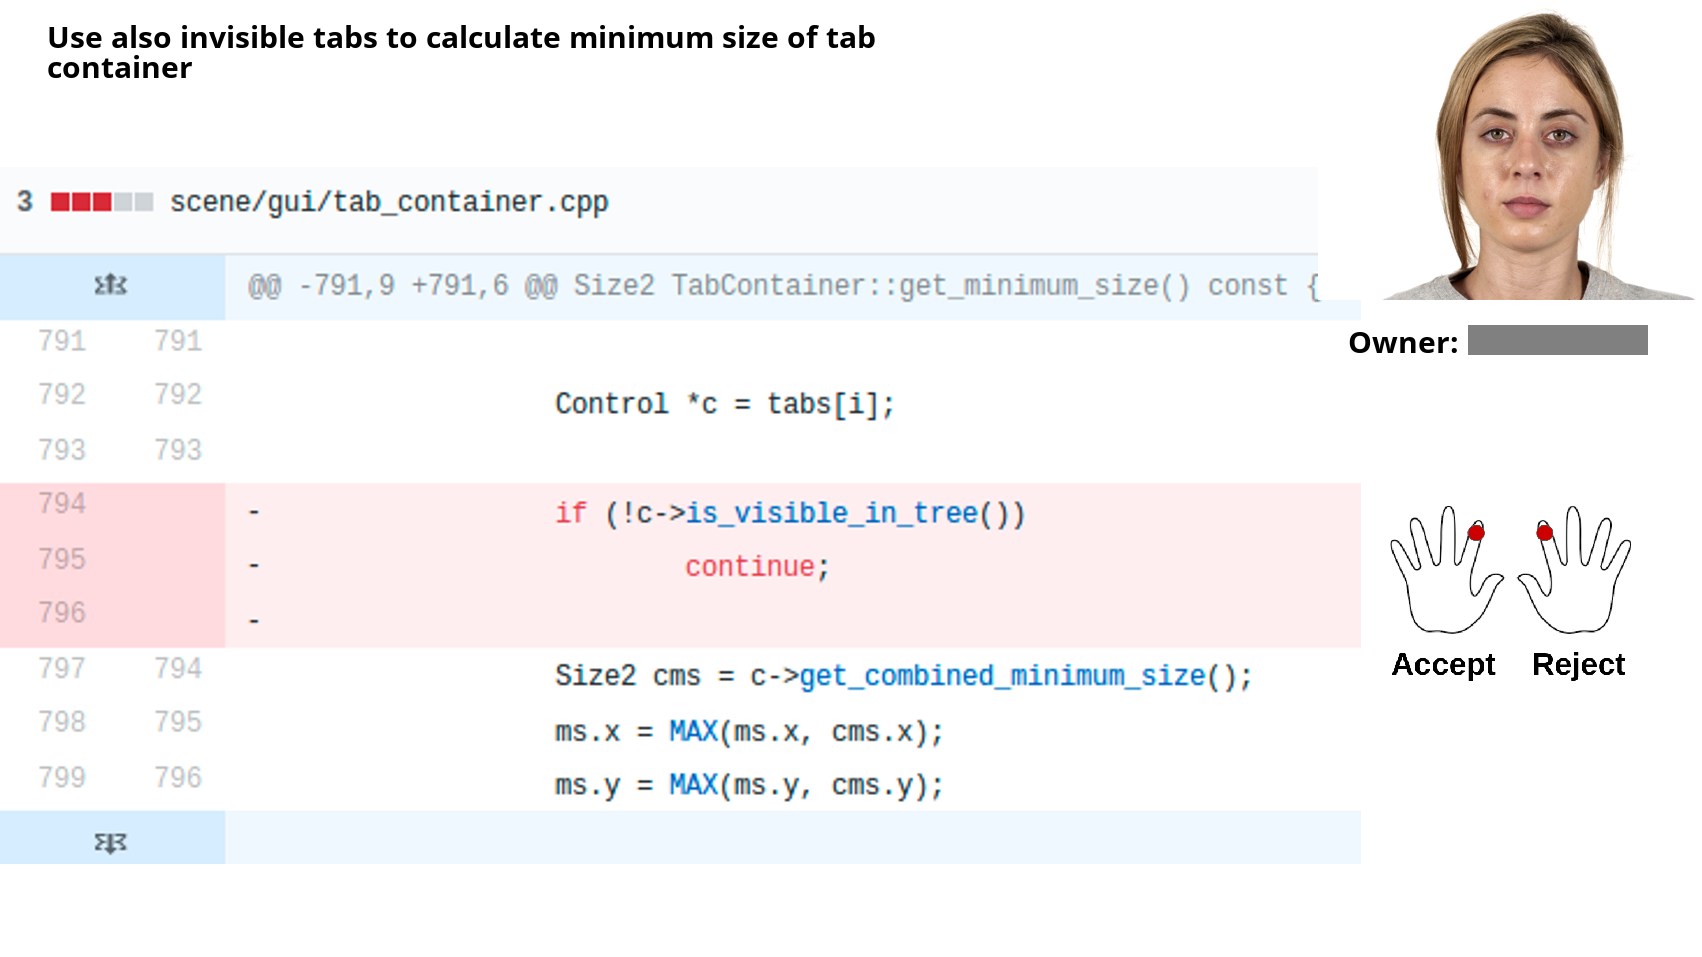 Use also invisible tabs to calculate minimum size of tab
container
3 scene/gui/tab_container.cpp
@@ -791,9 +791,6 @@ Size2 TabContainer::get_minimum_size() const {
791 791
792 792 Control *c = tabs[i];
793 793
794 - if (!c->is_visible_in_tree())
795 - continue;
796 -
797 794 Size2 cms = c->get_combined_minimum_size();
798 795 ms.x = MAX(ms.x, cms.x);
799 796 ms.y = MAX(ms.y, cms.y);
Owner:
Accept Reject